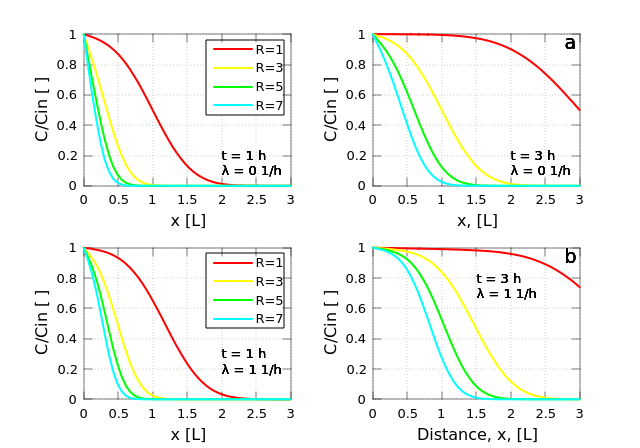 1
0.8
0.6
0.4
0.2
0
C/Cin [ ]
R=1
R=3
R=5
R=7
t = 1 h
λ = 0 1/h
0 0.5 1 1.5 2 2.5 3
x [L]
1
0.8
0.6
0.4
0.2
0
C/Cin [ ]
a
t = 3 h
λ = 0 1/h
0 0.5 1 1.5 2 2.5 3
x, [L]
1
0.8
0.6
0.4
0.2
0
C/Cin [ ]
R=1
R=3
R=5
R=7
t = 1 h
λ = 1 1/h
0 0.5 1 1.5 2 2.5 3
x [L]
1
0.8
0.6
0.4
0.2
0
C/Cin [ ]
b
t = 3 h
λ = 1 1/h
0 0.5 1 1.5 2 2.5 3
Distance, x, [L]